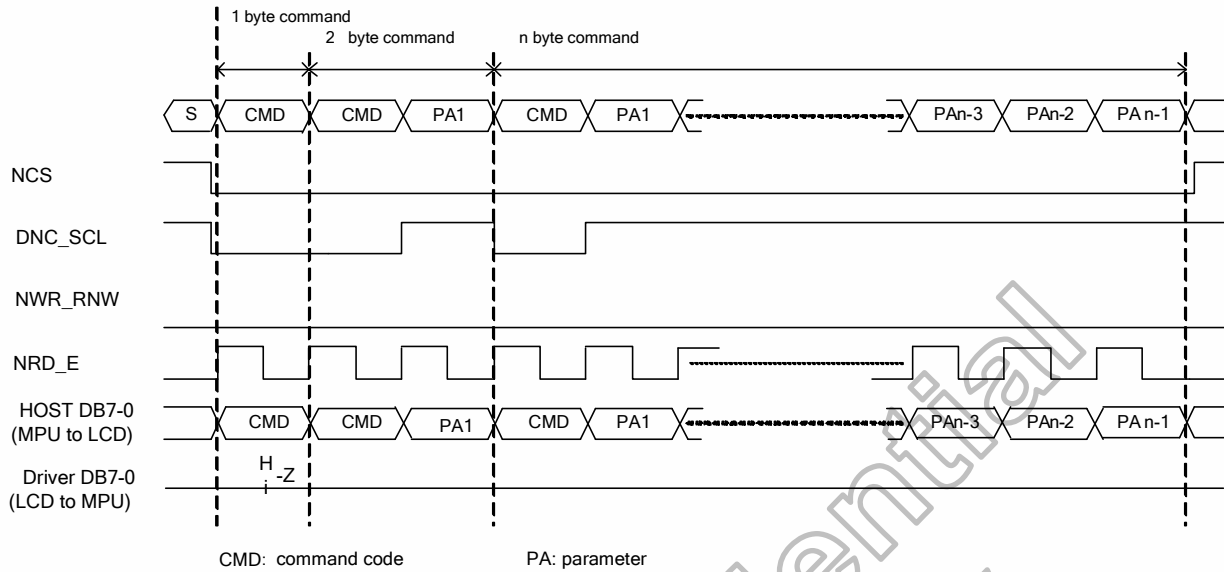 1 byte command
2 byte command n byte command
S CMD CMD PA1 CMD PA1 PAn-3 PAn-2 PA n-1
NCS
DNC_SCL
NWR_RNW
NRD_E
HOST DB7-0
(MPU to LCD)
CMD CMD PA1 CMD PA1 PAn-3 PAn-2 PA n-1
Driver DB7-0
(LCD to MPU)
Hi-Z
CMD: command code PA: parameter